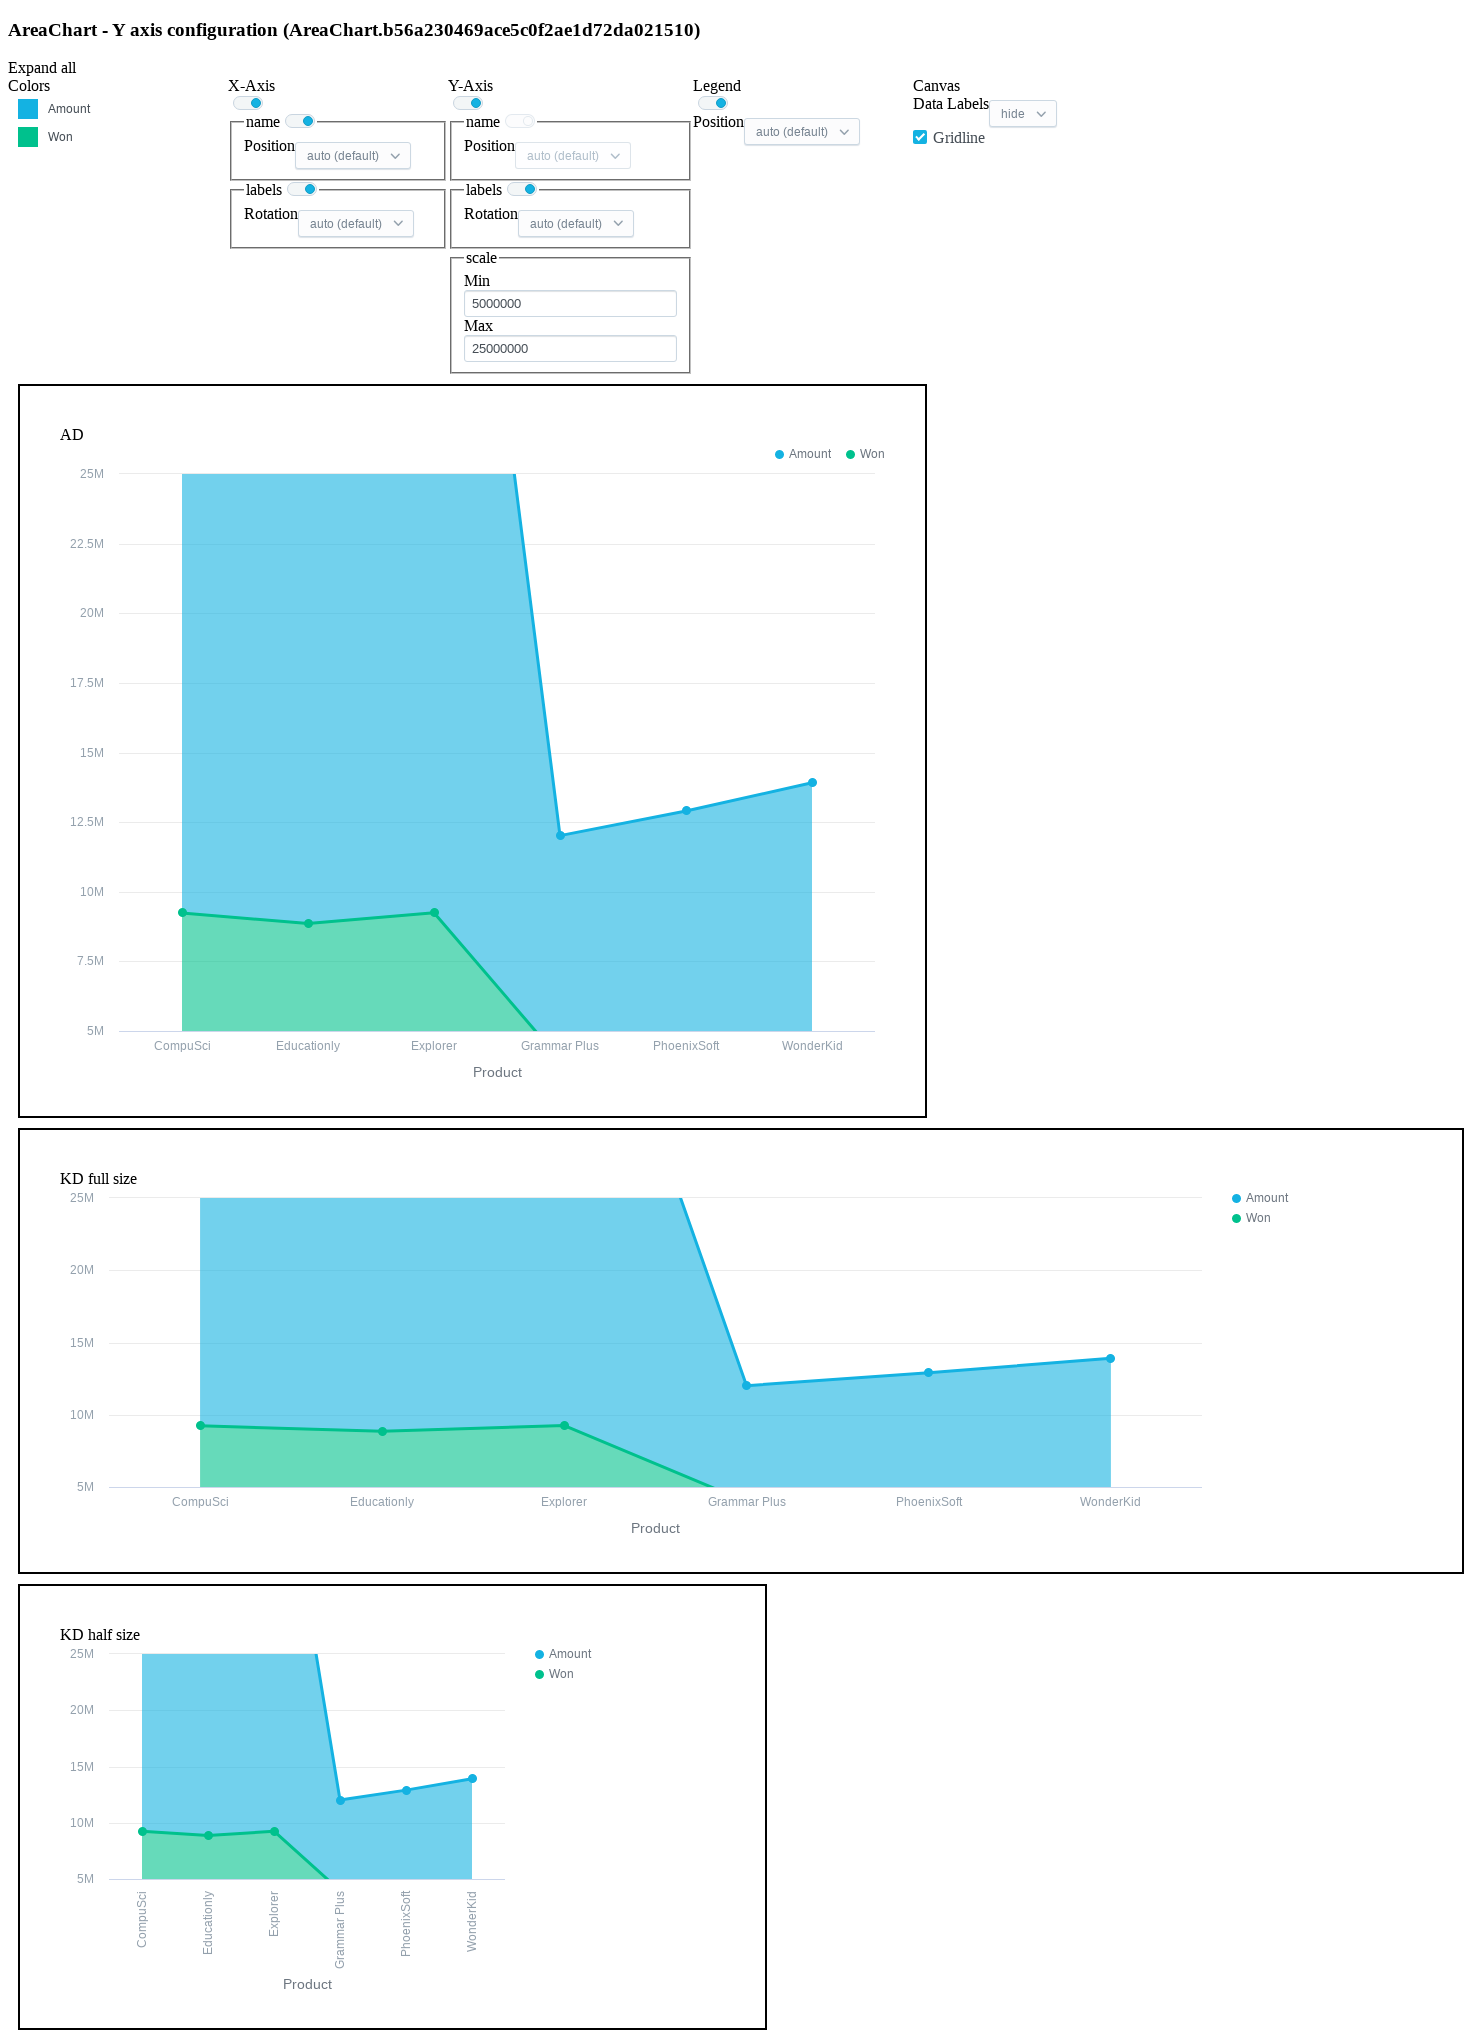 AreaChart - Y axis configuration (AreaChart.b56a230469ace5c0f2ae1d72da021510)
Expand all
Colors
Amount
Won
X-Axis
name
Position auto (default)
labels
Rotation auto (default)
Y-Axis
name
Position auto (default)
labels
Rotation auto (default)
scale
Min
5000000
Max
25000000
Legend
Position auto (default)
Canvas
Data Labels hide
Gridline
AD
Amount Won
25M
22.5M
20M
17.5M
15M
12.5M
10M
7.5M
5M
CompuSci Educationly Explorer Grammar Plus PhoenixSoft WonderKid
Product
KD full size
Amount
Won
25M
20M
15M
10M
5M
CompuSci Educationly Explorer Grammar Plus PhoenixSoft WonderKid
Product
KD half size
Amount
Won
25M
20M
15M
10M
5M
CompuSci
Educationly
Explorer
Grammar Plus
PhoenixSoft
WonderKid
Product